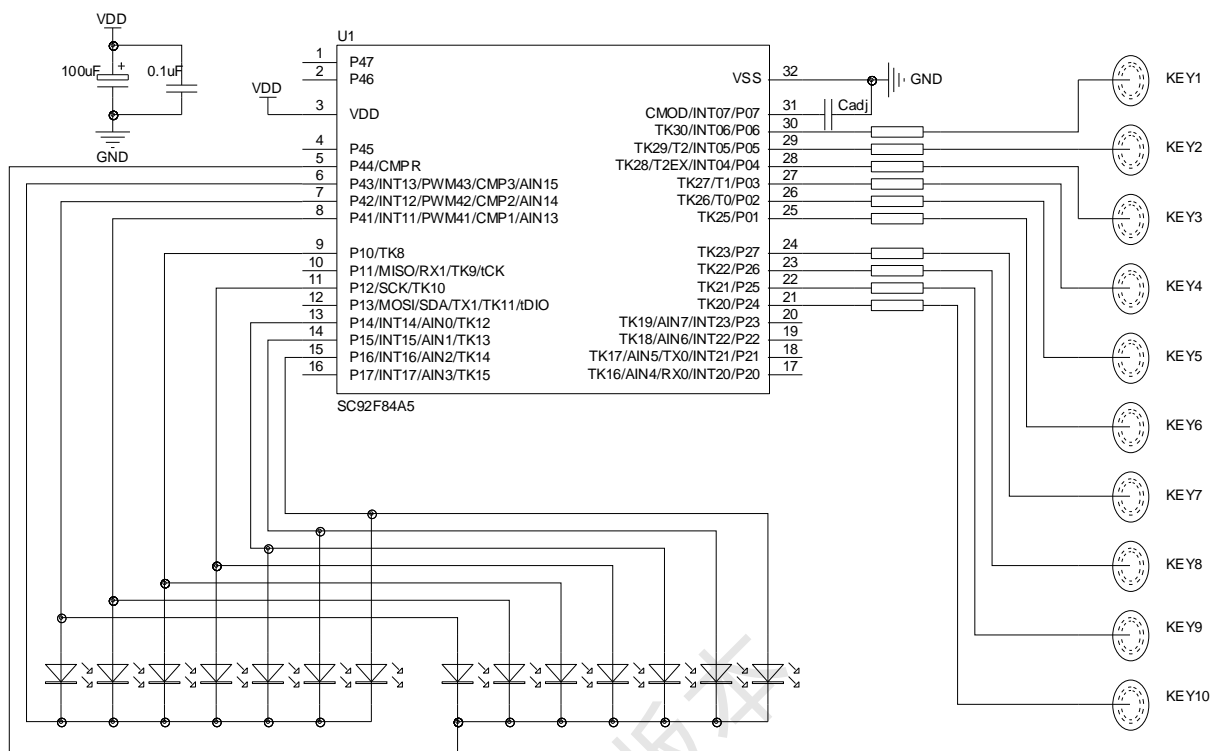 VDD
100uF
+
0.1uF
GND
VDD
U1
1 P47
2 P46
3 VDD
4 P45
5 P44/CMPR
6 P43/INT13/PWM43/CMP3/AIN15
7 P42/INT12/PWM42/CMP2/AIN14
8 P41/INT11/PWM41/CMP1/AIN13
9 P10/TK8
10 P11/MISO/RX1/TK9/tCK
11 P12/SCK/TK10
12 P13/MOSI/SDA/TX1/TK11/tDIO
13 P14/INT14/AIN0/TK12
14 P15/INT15/AIN1/TK13
15 P16/INT16/AIN2/TK14
16 P17/INT17/AIN3/TK15
VSS 32
CMOD/INT07/P07 31
TK30/INT06/P06 30
TK29/T2/INT05/P05 29
TK28/T2EX/INT04/P04 28
TK27/T1/P03 27
TK26/T0/P02 26
TK25/P01 25
TK23/P27 24
TK22/P26 23
TK21/P25 22
TK20/P24 21
TK19/AIN7/INT23/P23 20
TK18/AIN6/INT22/P22 19
TK17/AIN5/TX0/INT21/P21 18
TK16/AIN4/RX0/INT20/P20 17
SC92F84A5
GND
Cadj
KEY1
KEY2
KEY3
KEY4
KEY5
KEY6
KEY7
KEY8
KEY9
KEY10
版本